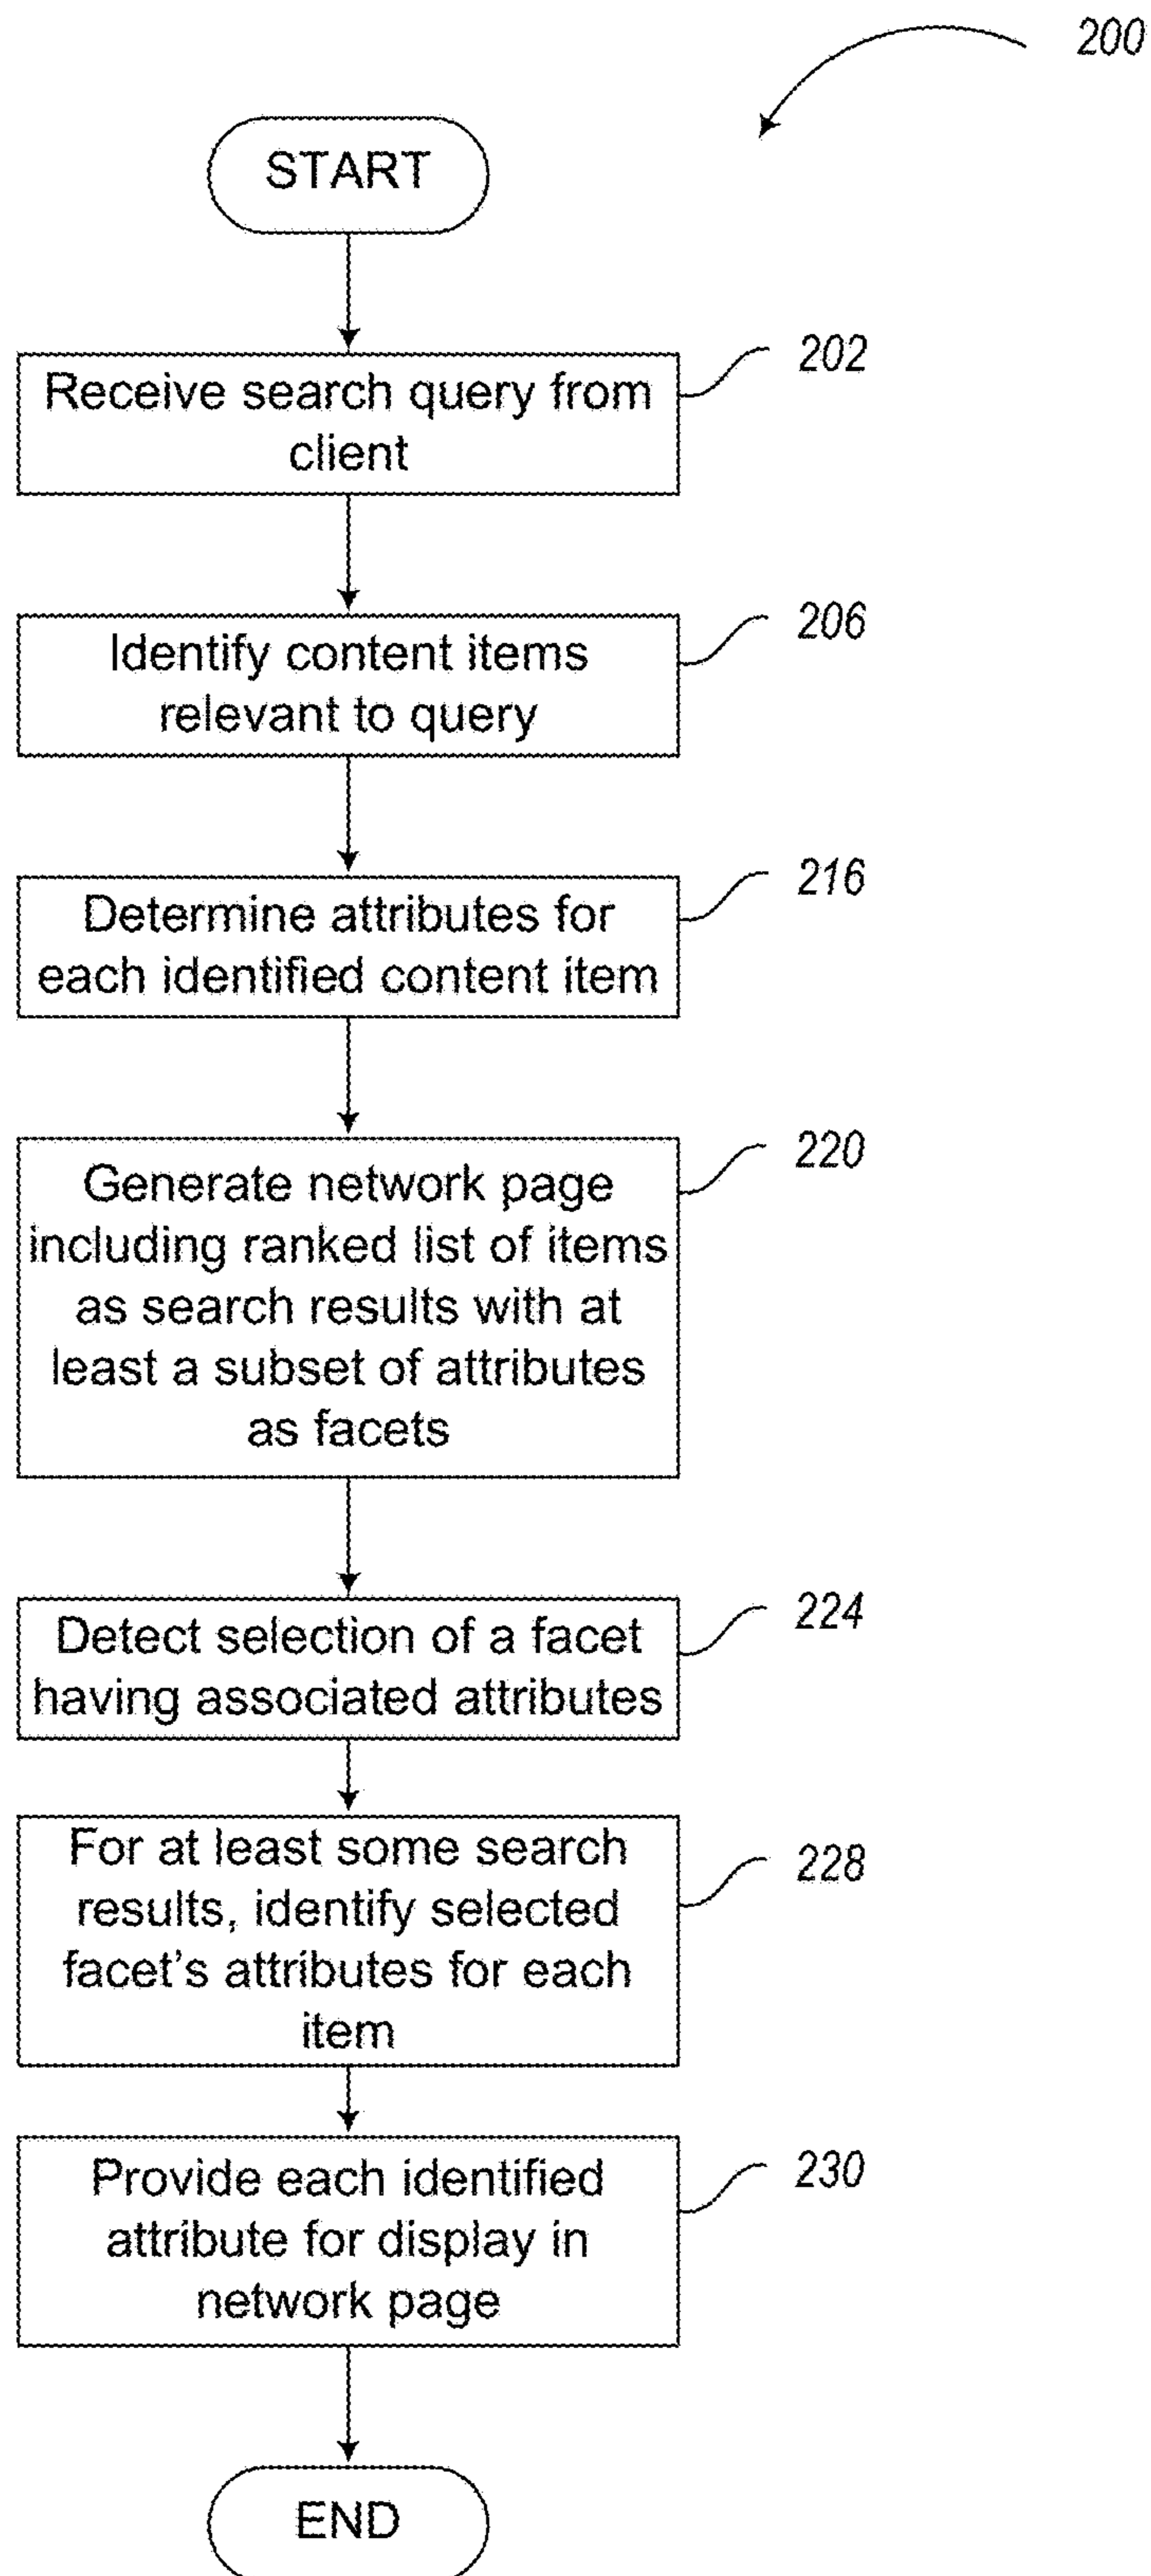 200
START
202
Receive search query from
client
206
Identify content items
relevant to query
216
Determine attributes for
each identified content item
220
Generate network page
including ranked list of items
as search results with at
least a subset of attributes
as facets
224
Detect selection of a facet
having associated attributes
228
For at least some search
results, identify selected
facet's attributes for each
item
230
Provide each identified
attribute for display in
network page
END